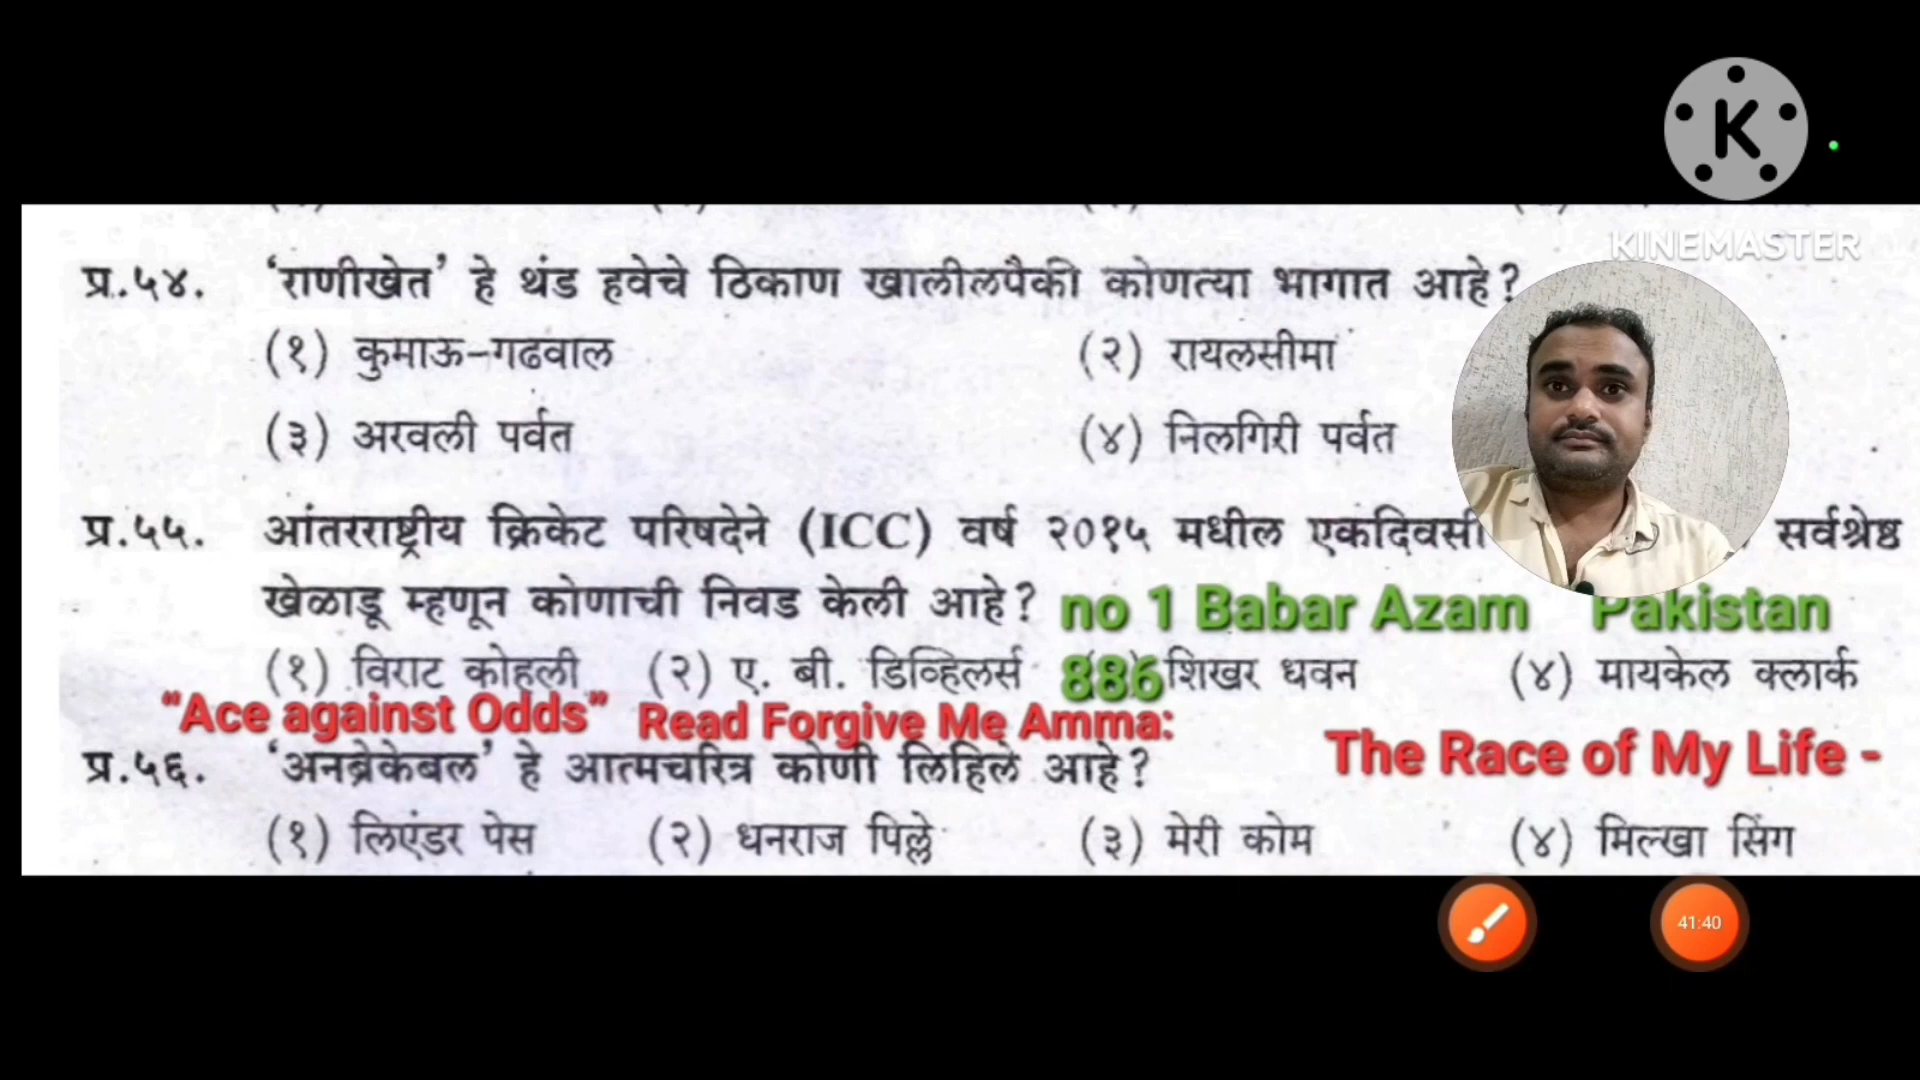 K
KINEMASTER
प्र.५४. 'राणीखेत' हे थंड हवेचे ठिकाण खालीलपैकी कोणत्या भागात आहे?
(१) कुमाऊ-गढवाल (२) रायलसीमा
(३) अरवली पर्वत (४) निलगिरी पर्वत
प्र.५५. आंतरराष्ट्रीय क्रिकेट परिषदेने (ICC) वर्ष २०१५ मधील एकदिवसी सर्वश्रेष्ठ
खेळाडू म्हणून कोणाची निवड केली आहे? no 1 Babar Azam Pakistan
(१) विराट कोहली (२) ए. बी. डिव्हिलर्स 886 शिखर धवन (४) मायकेल क्लार्क
"Ace against Odds" Read Forgive Me Amma: The Race of My Life -
प्र.५६. 'अनब्रेकेबल' हे आत्मचरित्र कोणी लिहिले आहे?
(१) लिएंडर पेस (२) धनराज पिल्ले (३) मेरी कोम (४) मिल्खा सिंग
41:40